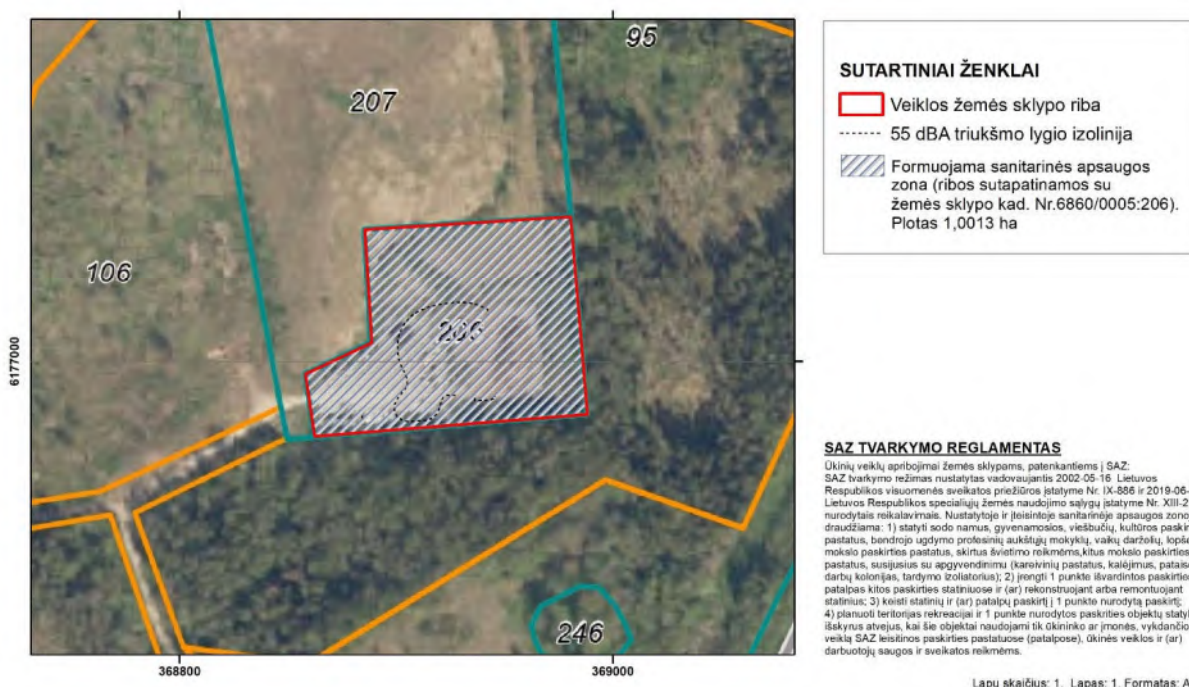 95
207
106
206
246
6177000
368800
369000
SUTARTINIAI ŽENKLAI
Veiklos žemės sklypo riba
55 dBA triukšmo lygio izolinija
Formuojama sanitarinės apsaugos
zona (ribos sutapatinamos su
žemės sklypo kad. Nr.6860/0005:206).
Plotas 1,0013 ha
SAZ TVARKYMO REGLAMENTAS
Ūkinių veiklų apribojimai žemės sklypams, patenkantiems į SAZ:
SAZ tvarkymo režimas nustatytas vadovaujantis 2002-05-16 Lietuvos
Respublikos visuomenės sveikatos priežiūros įstatyme Nr. IX-886 ir 2019-06-
Lietuvos Respublikos specialiųjų žemės naudojimo sąlygų įstatyme Nr. XIII-2
nurodytais reikalavimais. Nustatytoje ir įteisintoje sanitarinėje apsaugos zono
draudžiama: 1) statyti sodo namus, gyvenamosios, viešbučių, kultūros paskir
pastatus, bendrojo ugdymo profesinių aukštųjų mokyklų, vaikų darželių, lopše
mokslo paskirties pastatus, skirtus švietimo reikmėms,kitus mokslo paskirties
pastatus, susijusius su apgyvendinimu (kareivinių pastatus, kalėjimus, patais
darbų kolonijas, tardymo izoliatorius); 2) įrengti 1 punkte išvardintos paskirties
patalpas kitos paskirties statiniuose ir (ar) rekonstruojant arba remontuojant
statinius; 3) keisti statinių ir (ar) patalpų paskirtį į 1 punkte nurodytą paskirtį;
4) planuoti teritorijas rekreacijai ir 1 punkte nurodytos paskirties objektų statyb
išskyrus atvejus, kai šie objektai naudojami tik ūkininko ar įmonės, vykdančio
veiklą SAZ leistinos paskirties pastatuose (patalpose), ūkinės veiklos ir (ar)
darbuotojų saugos ir sveikatos reikmėms.
Lapų skaičius: 1. Lapas: 1. Formatas: A